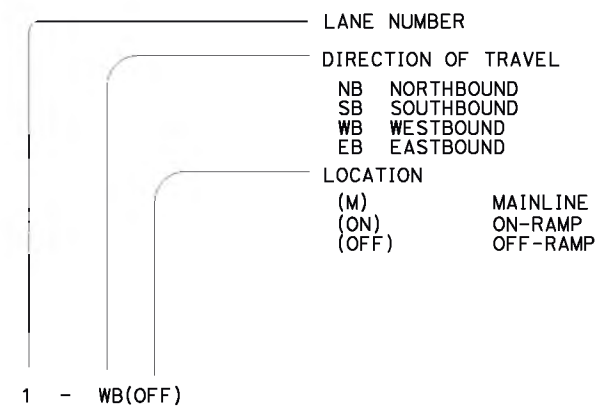 LANE NUMBER
DIRECTION OF TRAVEL
NB NORTHBOUND
SB SOUTHBOUND
WB WESTBOUND
EB EASTBOUND
LOCATION
(M) MAINLINE
(ON) ON-RAMP
(OFF) OFF-RAMP
1 - WB(OFF)